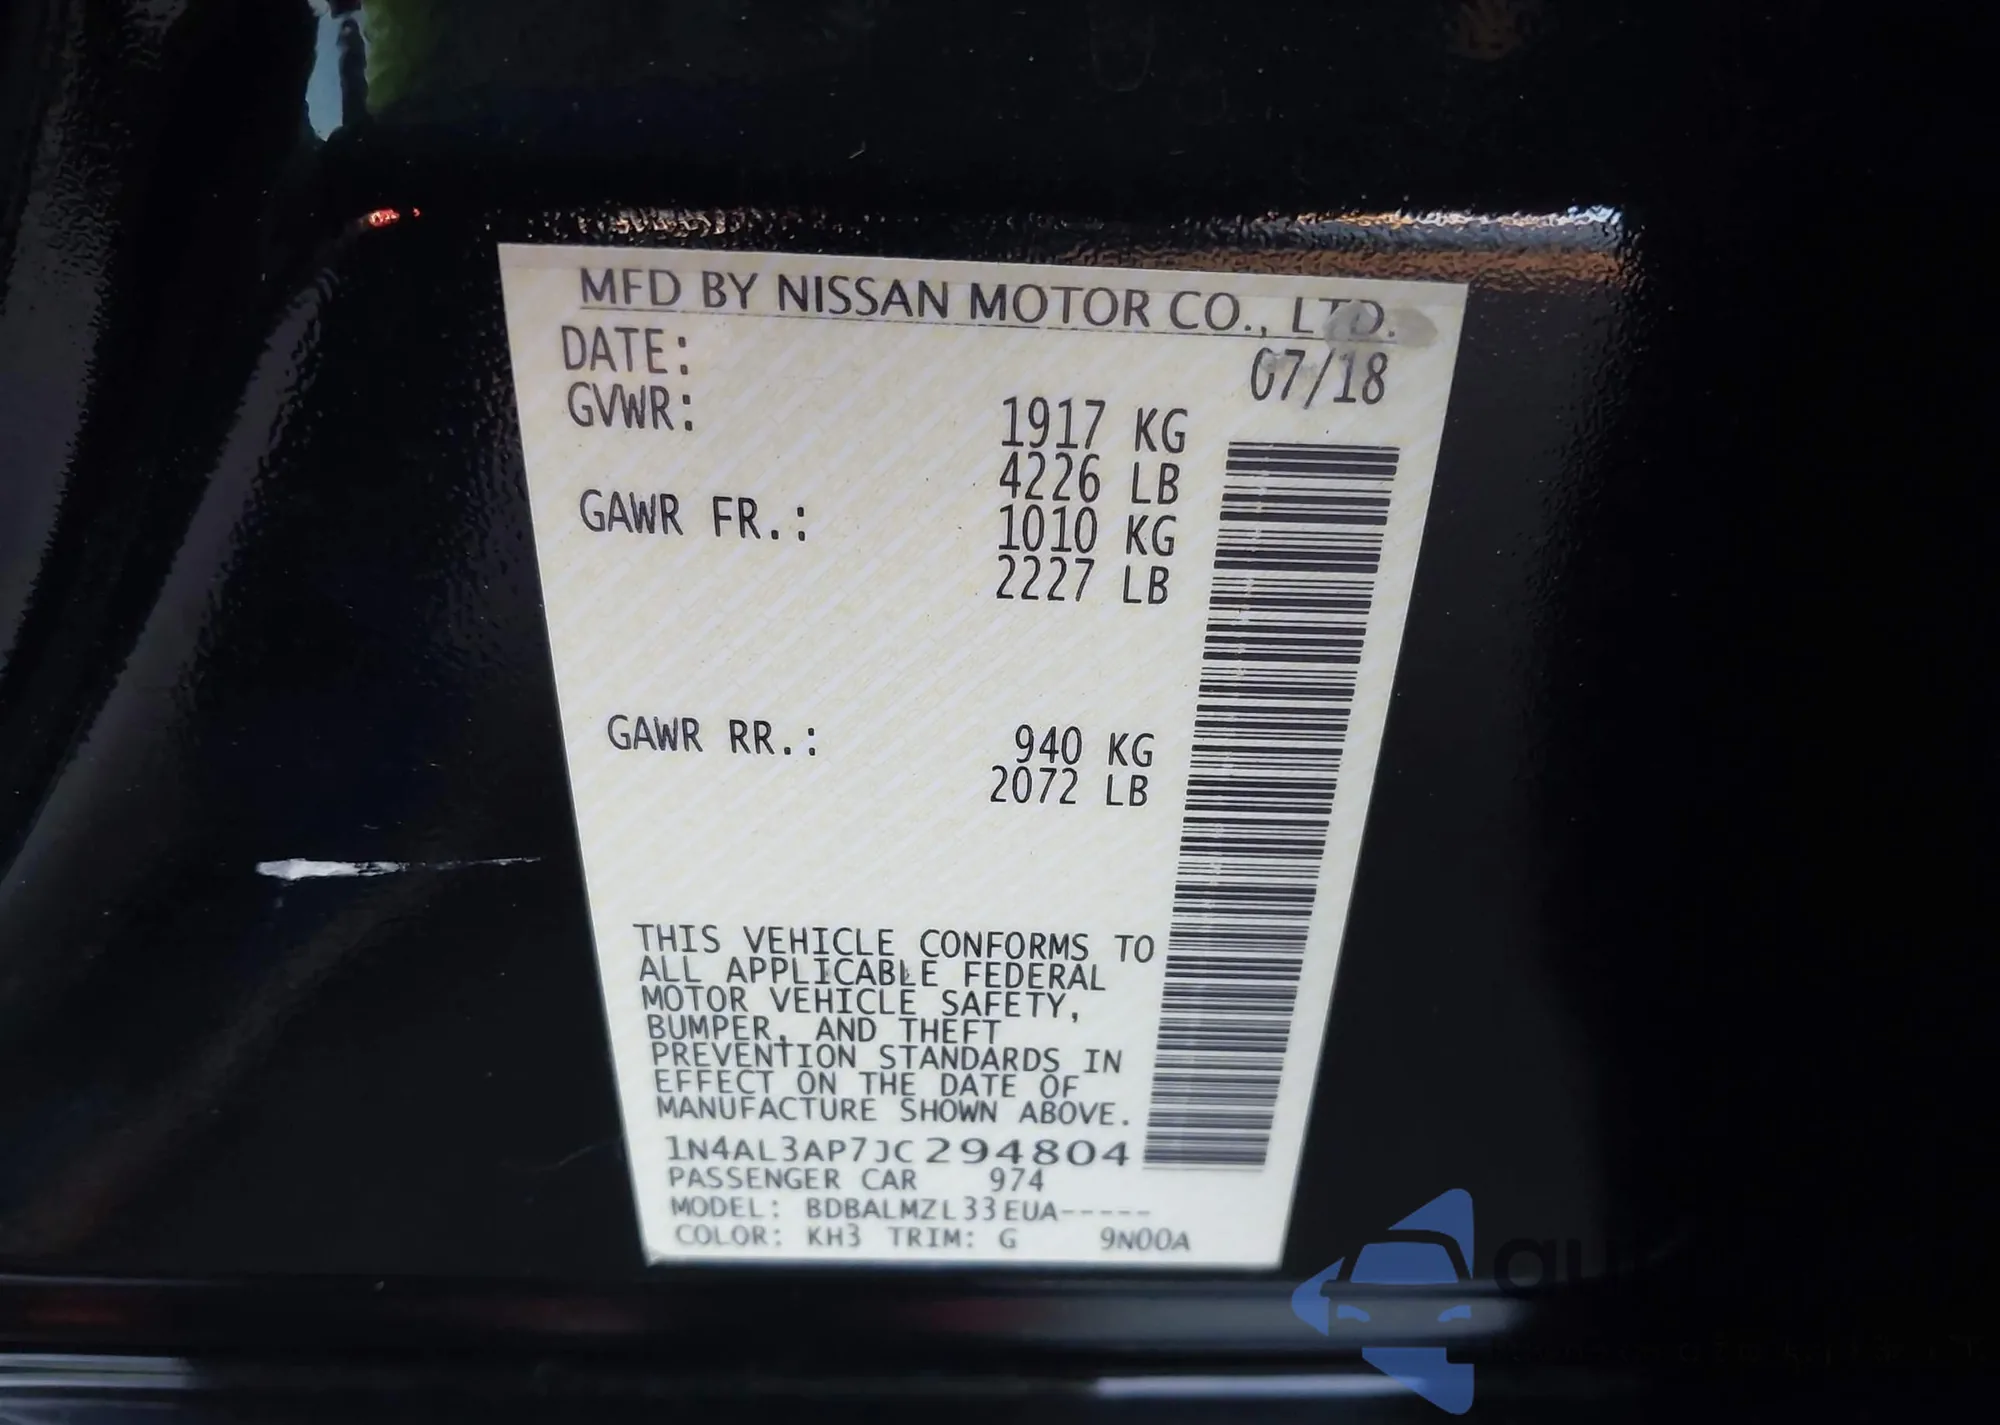 MFD BY NISSAN MOTOR CO., LTD.
DATE: 07/18
GVWR: 1917 KG
4226 LB
GAWR FR.: 1010 KG
2227 LB
GAWR RR.: 940 KG
2072 LB
THIS VEHICLE CONFORMS TO
ALL APPLICABLE FEDERAL
MOTOR VEHICLE SAFETY,
BUMPER, AND THEFT
PREVENTION STANDARDS IN
EFFECT ON THE DATE OF
MANUFACTURE SHOWN ABOVE.
1N4AL3AP7JC294804
PASSENGER CAR 974
MODEL: BDBALMZL33EUA-----
COLOR: KH3 TRIM: G 9N00A